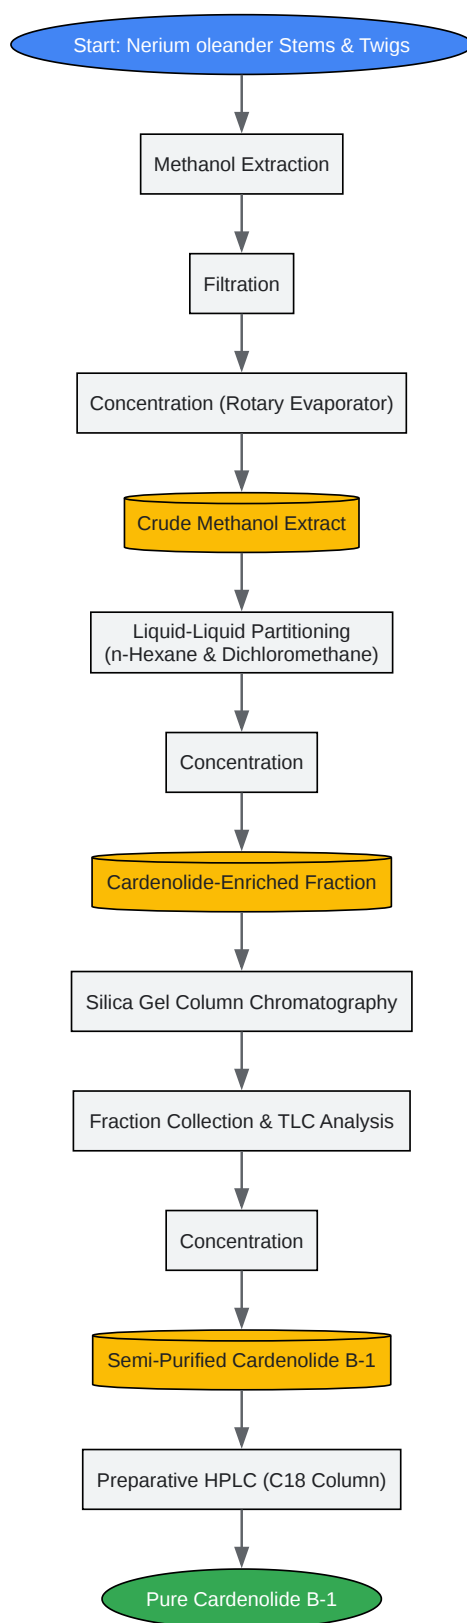 Start: Nerium oleander Stems & Twigs
Methanol Extraction
Filtration
Concentration (Rotary Evaporator)
Crude Methanol Extract
Liquid-Liquid Partitioning
(n-Hexane & Dichloromethane)
Concentration
Cardenolide-Enriched Fraction
Silica Gel Column Chromatography
Fraction Collection & TLC Analysis
Concentration
Semi-Purified Cardenolide B-1
Preparative HPLC (C18 Column)
Pure Cardenolide B-1